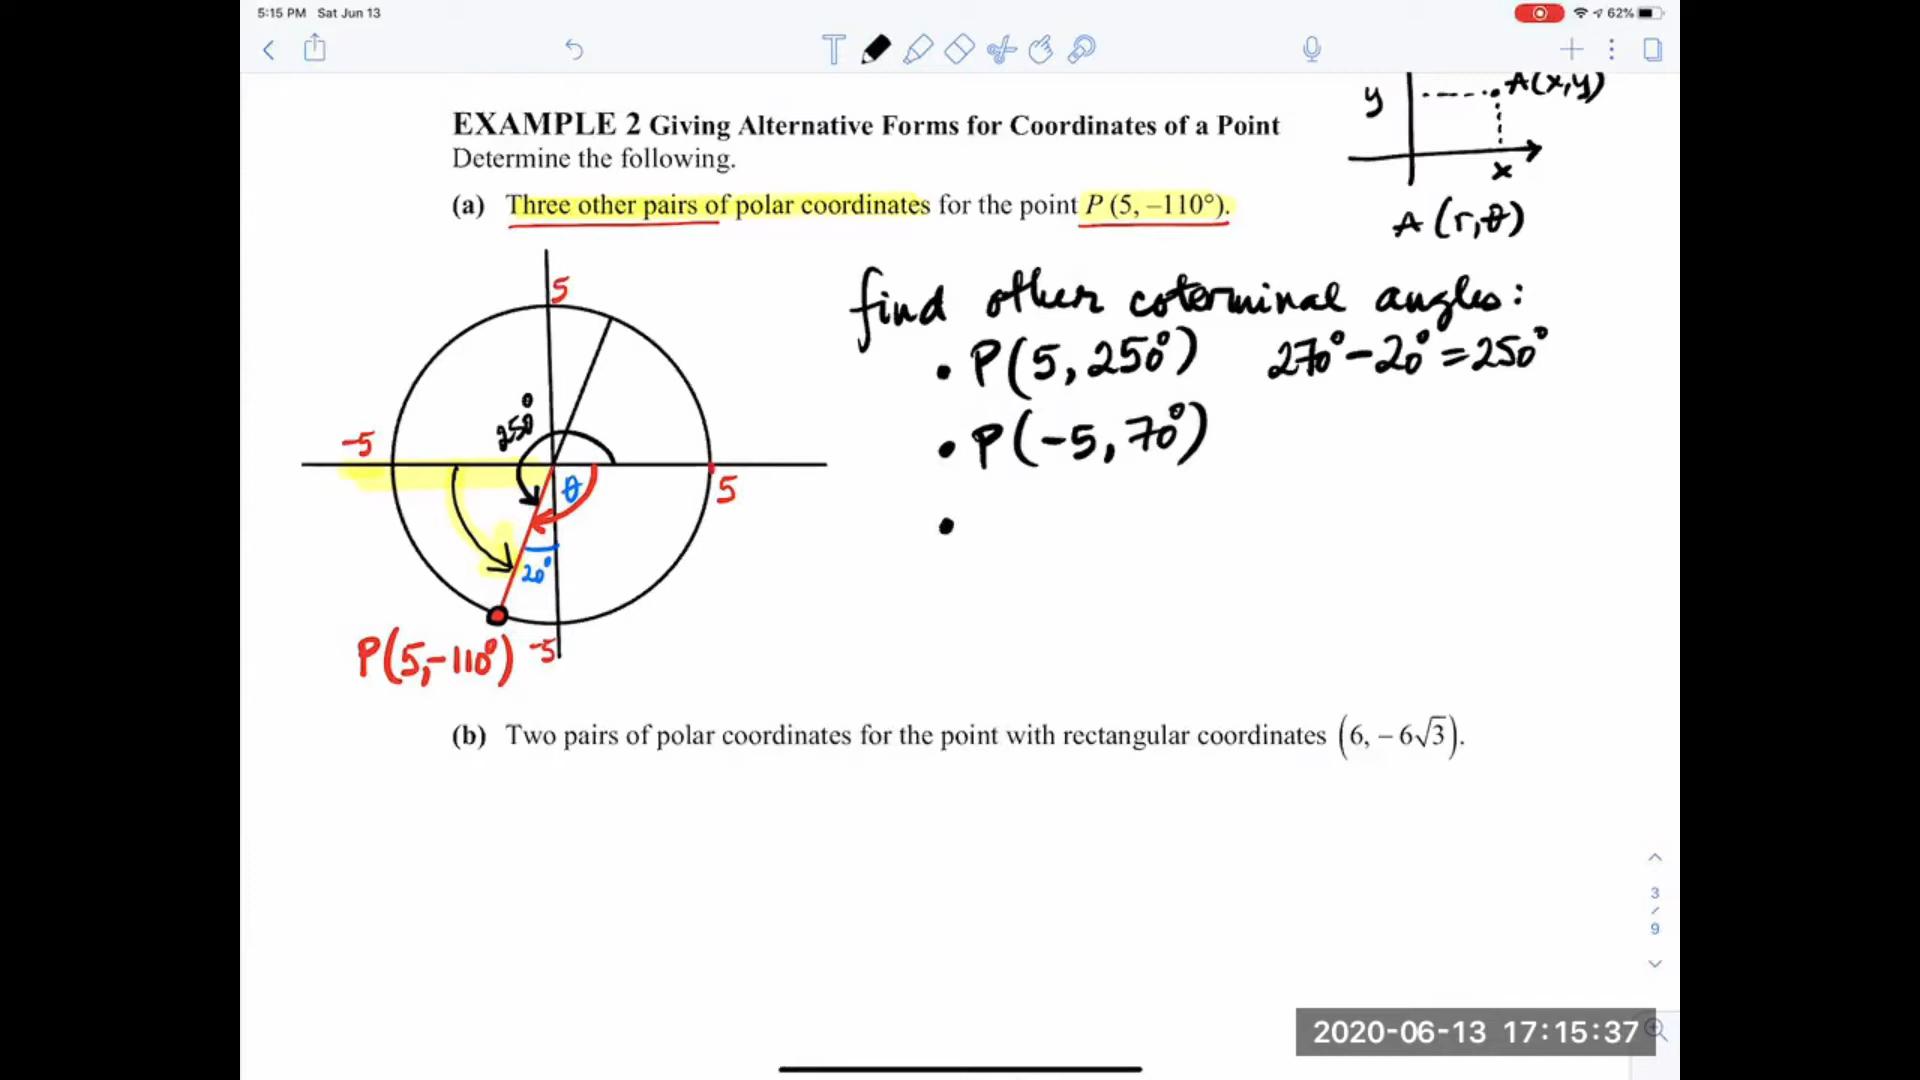 5:15 PM Sat Jun 13
62%
y
A(x,y)
x
A (r,θ)
EXAMPLE 2 Giving Alternative Forms for Coordinates of a Point
Determine the following.
(a) Three other pairs of polar coordinates for the point P (5, –110°).
find other coterminal angles:
• P(5, 250°) 270° - 20° = 250°
• P(-5, 70°)
•
5
250°
-5
θ
5
20°
P(5,-110°)
-5
(b) Two pairs of polar coordinates for the point with rectangular coordinates (6, – 6√3).
3
/
9
2020-06-13 17:15:37